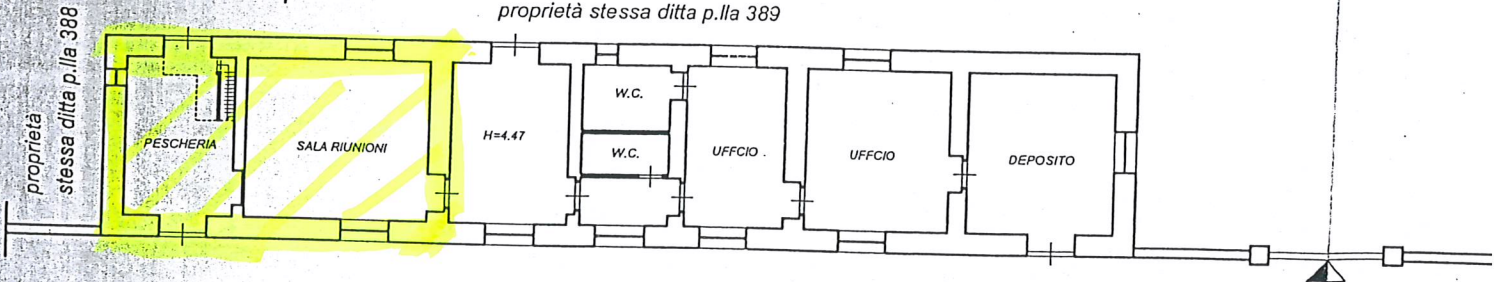 proprietà stessa ditta p.lla 389
proprietà
stessa ditta p.lla 388
PESCHERIA
SALA RIUNIONI
H=4.47
W.C.
W.C.
UFFCIO .
UFFCIO
DEPOSITO